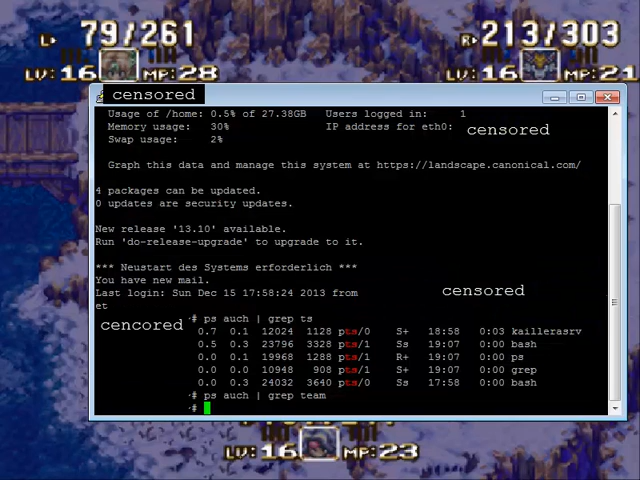 L▸ 79/261 R▸ 213/303
LV:16 MP:28 LV:16 MP:21
censored
Usage of /home: 0.5% of 27.38GB Users logged in: 1
Memory usage: 30% IP address for eth0: censored
Swap usage: 2%
Graph this data and manage this system at https://landscape.canonical.com/
4 packages can be updated.
0 updates are security updates.
New release '13.10' available.
Run 'do-release-upgrade' to upgrade to it.
*** Neustart des Systems erforderlich ***
You have new mail.
Last login: Sun Dec 15 17:58:24 2013 from censored
et
cencored # ps auch | grep ts
0.7 0.1 12024 1128 pts/0 S+ 18:58 0:03 kaillerasrv
0.5 0.3 23796 3328 pts/1 Ss 19:07 0:00 bash
0.0 0.1 19968 1288 pts/1 R+ 19:07 0:00 ps
0.0 0.0 10948 908 pts/1 S+ 19:07 0:00 grep
0.0 0.3 24032 3640 pts/0 Ss 17:58 0:00 bash
# ps auch | grep team
#
LV:16 MP:23